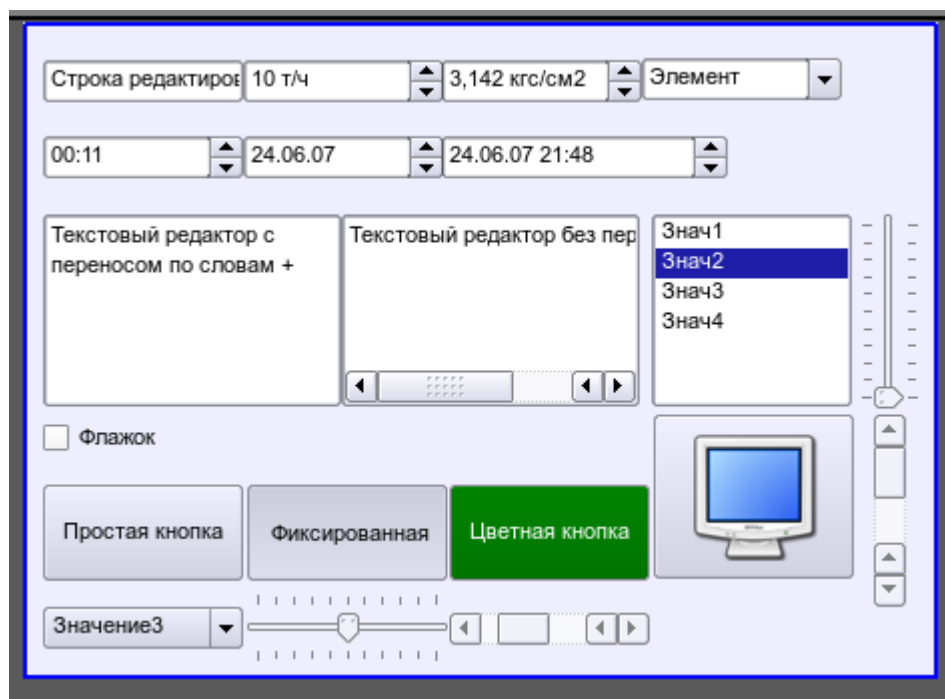 Строка редактиров
10 т/ч
3,142 кгс/см2
Элемент
00:11
24.06.07
24.06.07 21:48
Текстовый редактор с
переносом по словам +
Текстовый редактор без пер
Знач1
Знач2
Знач3
Знач4
Флажок
Простая кнопка
Фиксированная
Цветная кнопка
Значение3